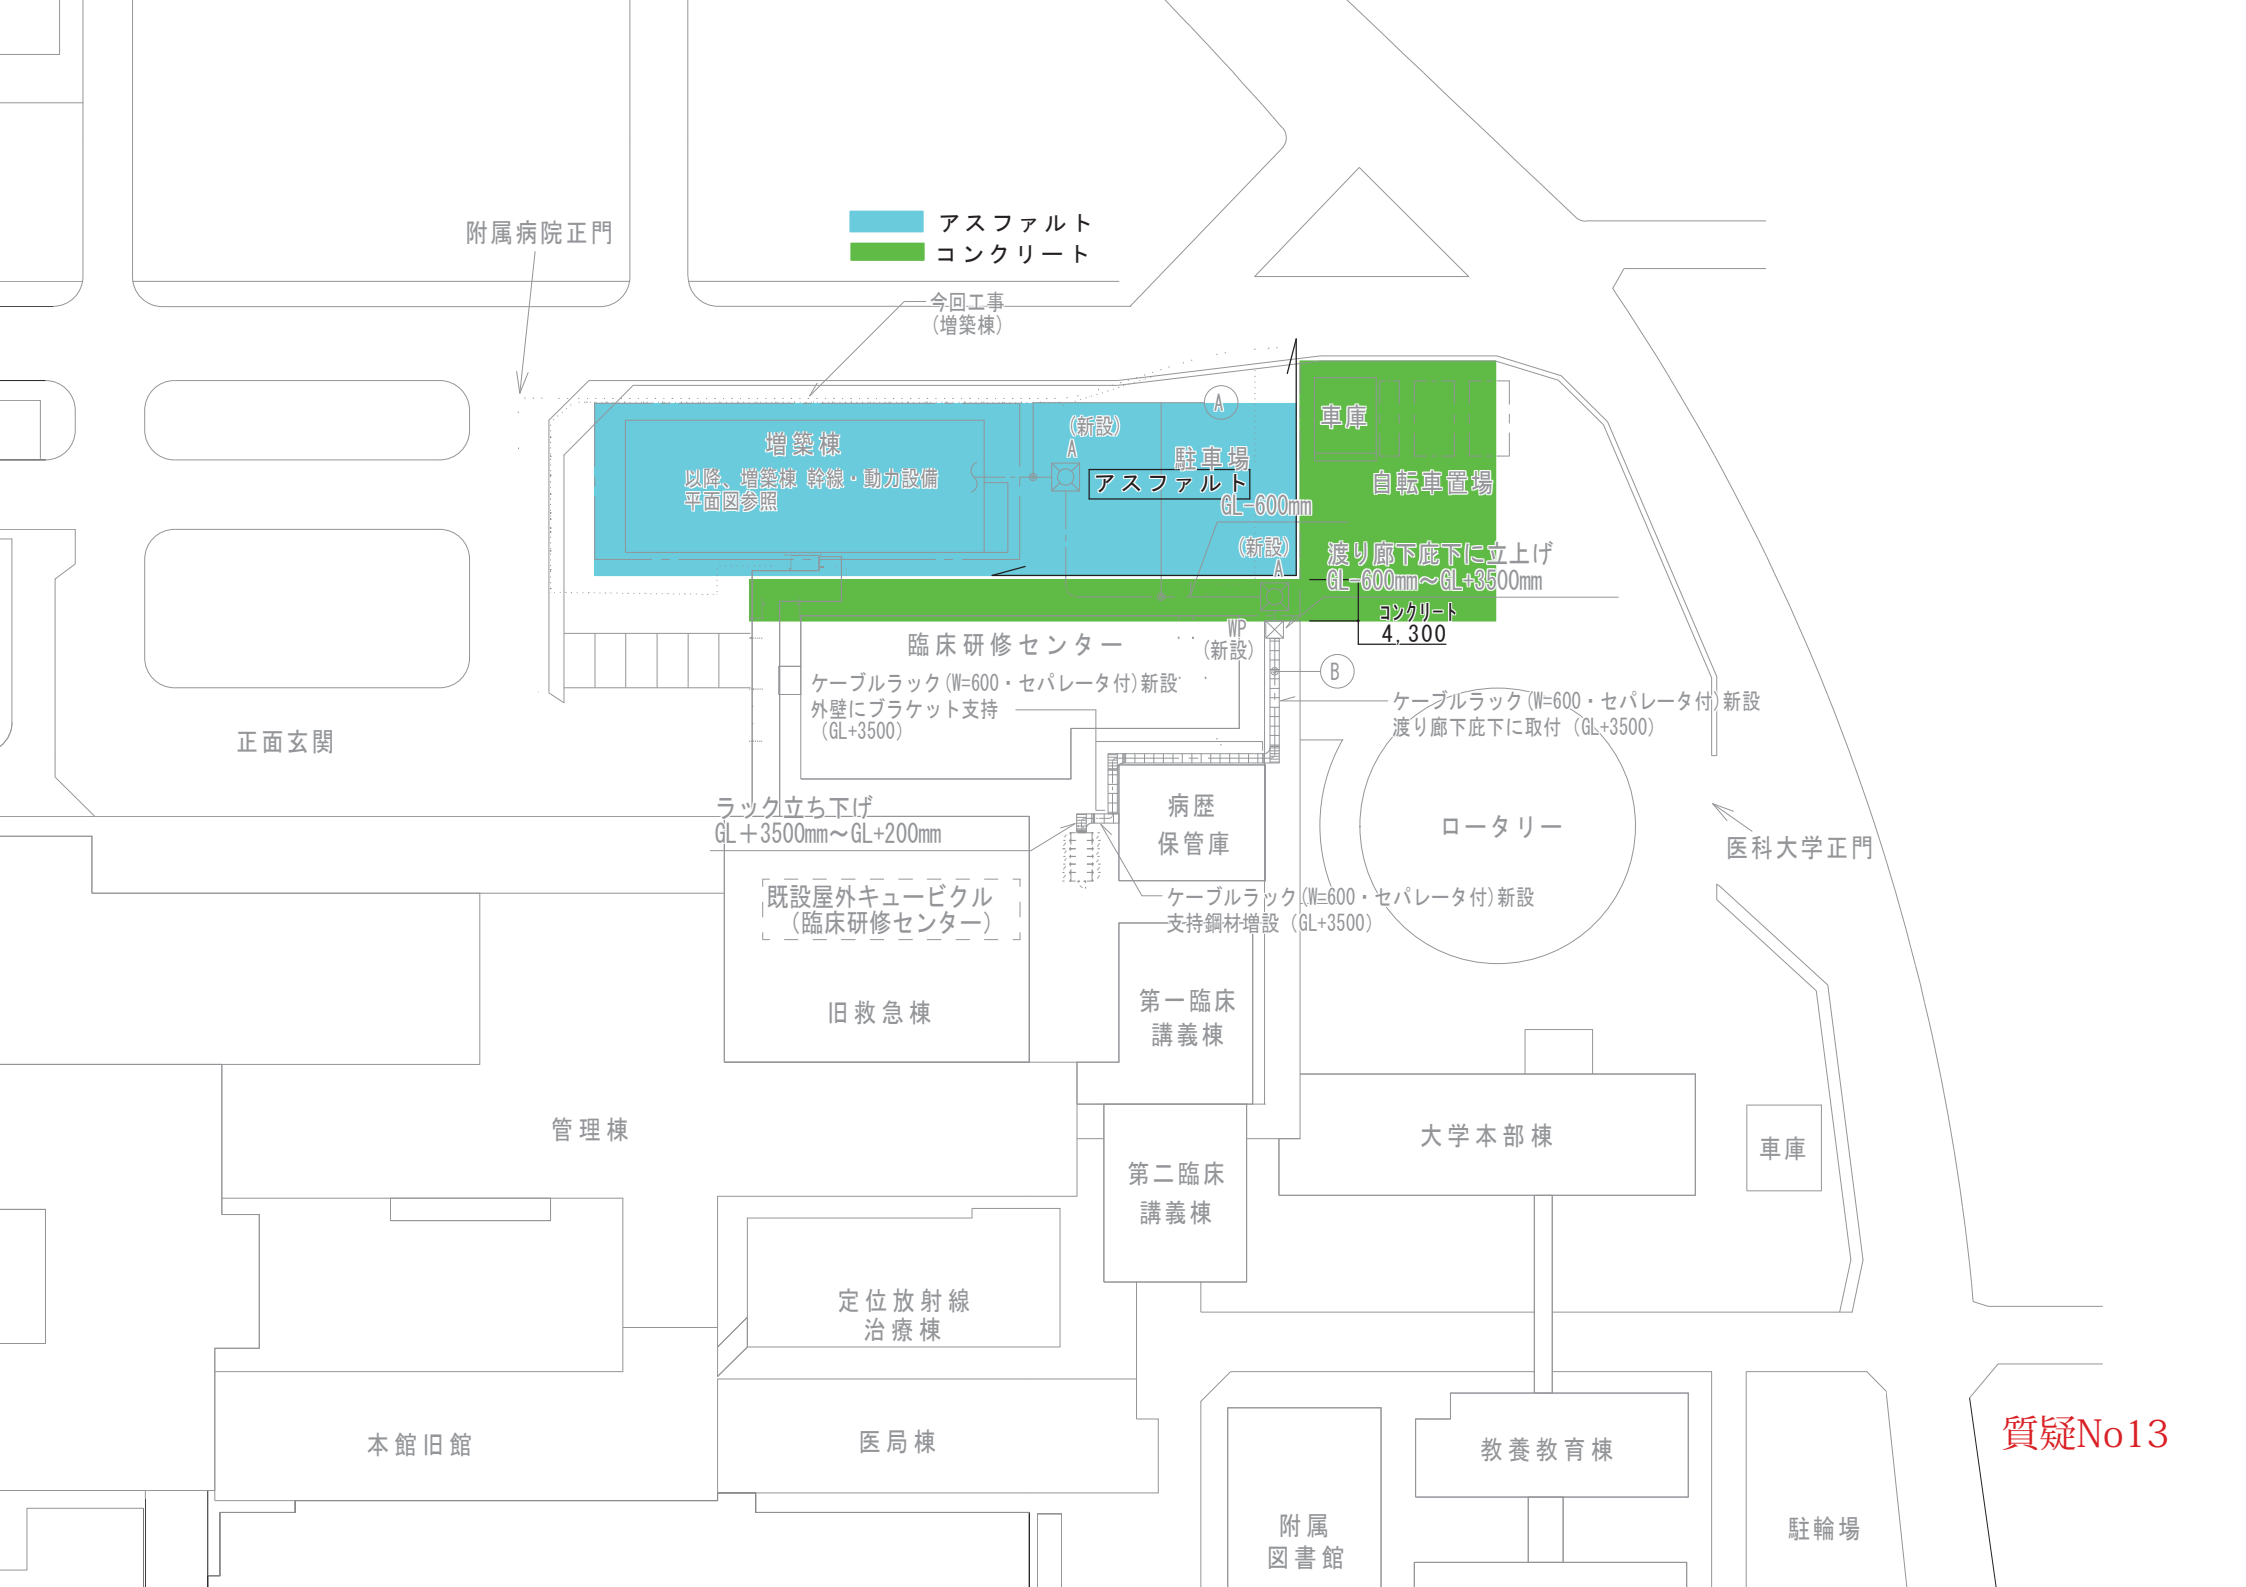 附属病院正門
アスファルト
コンクリート
今回工事
(増築棟)
A
(新設)
A
増築棟
以降、増築棟 幹線・動力設備
平面図参照
駐車場
アスファルト
GL-600mm
(新設)
A
車庫
自転車置場
渡り廊下庇下に立上げ
GL-600mm～GL+3500mm
コンクリート
4,300
臨床研修センター
WP
(新設)
B
ケーブルラック(W=600・セパレータ付)新設
外壁にブラケット支持
(GL+3500)
ケーブルラック(W=600・セパレータ付)新設
渡り廊下庇下に取付 (GL+3500)
正面玄関
ラック立ち下げ
GL＋3500mm～GL+200mm
病歴
保管庫
ロータリー
医科大学正門
既設屋外キュービクル
(臨床研修センター)
ケーブルラック(W=600・セパレータ付)新設
支持鋼材増設 (GL+3500)
旧救急棟
第一臨床
講義棟
管理棟
第二臨床
講義棟
大学本部棟
車庫
定位放射線
治療棟
本館旧館
医局棟
教養教育棟
質疑No13
附属
図書館
駐輪場